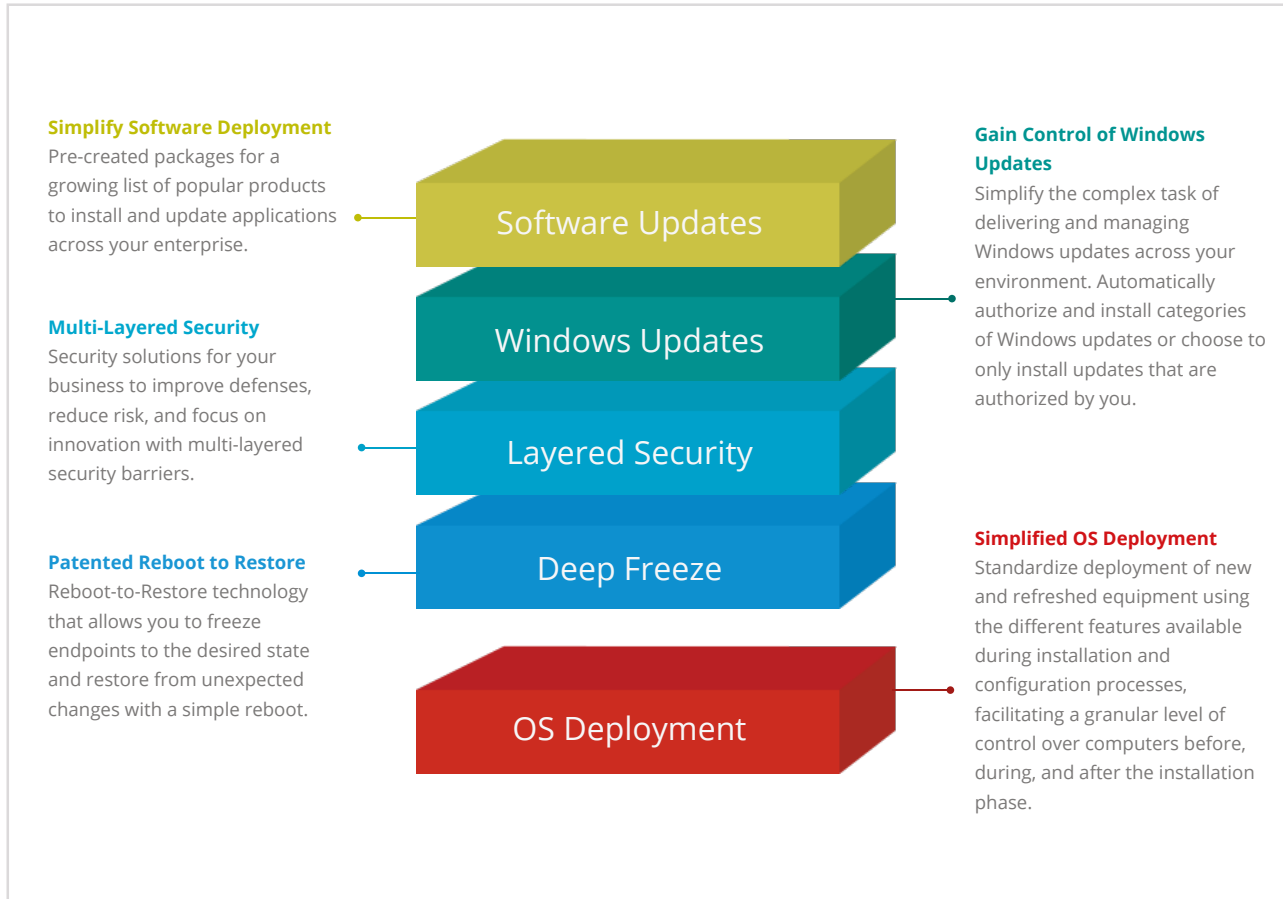 Simplify Software Deployment
Pre-created packages for a
growing list of popular products
to install and update applications
across your enterprise.
Multi-Layered Security
Security solutions for your
business to improve defenses,
reduce risk, and focus on
innovation with multi-layered
security barriers.
Patented Reboot to Restore
Reboot-to-Restore technology
that allows you to freeze
endpoints to the desired state
and restore from unexpected
changes with a simple reboot.
Software Updates
Windows Updates
Layered Security
Deep Freeze
OS Deployment
Gain Control of Windows
Updates
Simplify the complex task of
delivering and managing
Windows updates across your
environment. Automatically
authorize and install categories
of Windows updates or choose to
only install updates that are
authorized by you.
Simplified OS Deployment
Standardize deployment of new
and refreshed equipment using
the different features available
during installation and
configuration processes,
facilitating a granular level of
control over computers before,
during, and after the installation
phase.